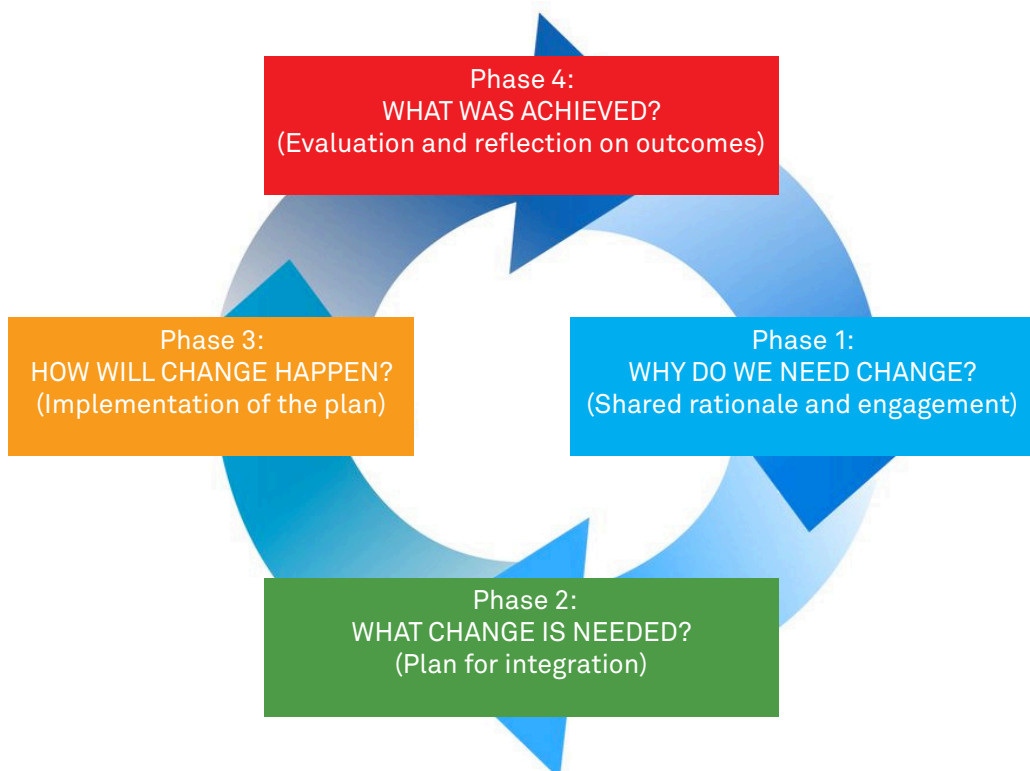 Phase 4:
WHAT WAS ACHIEVED?
(Evaluation and reflection on outcomes)
Phase 3:
HOW WILL CHANGE HAPPEN?
(Implementation of the plan)
Phase 1:
WHY DO WE NEED CHANGE?
(Shared rationale and engagement)
Phase 2:
WHAT CHANGE IS NEEDED?
(Plan for integration)